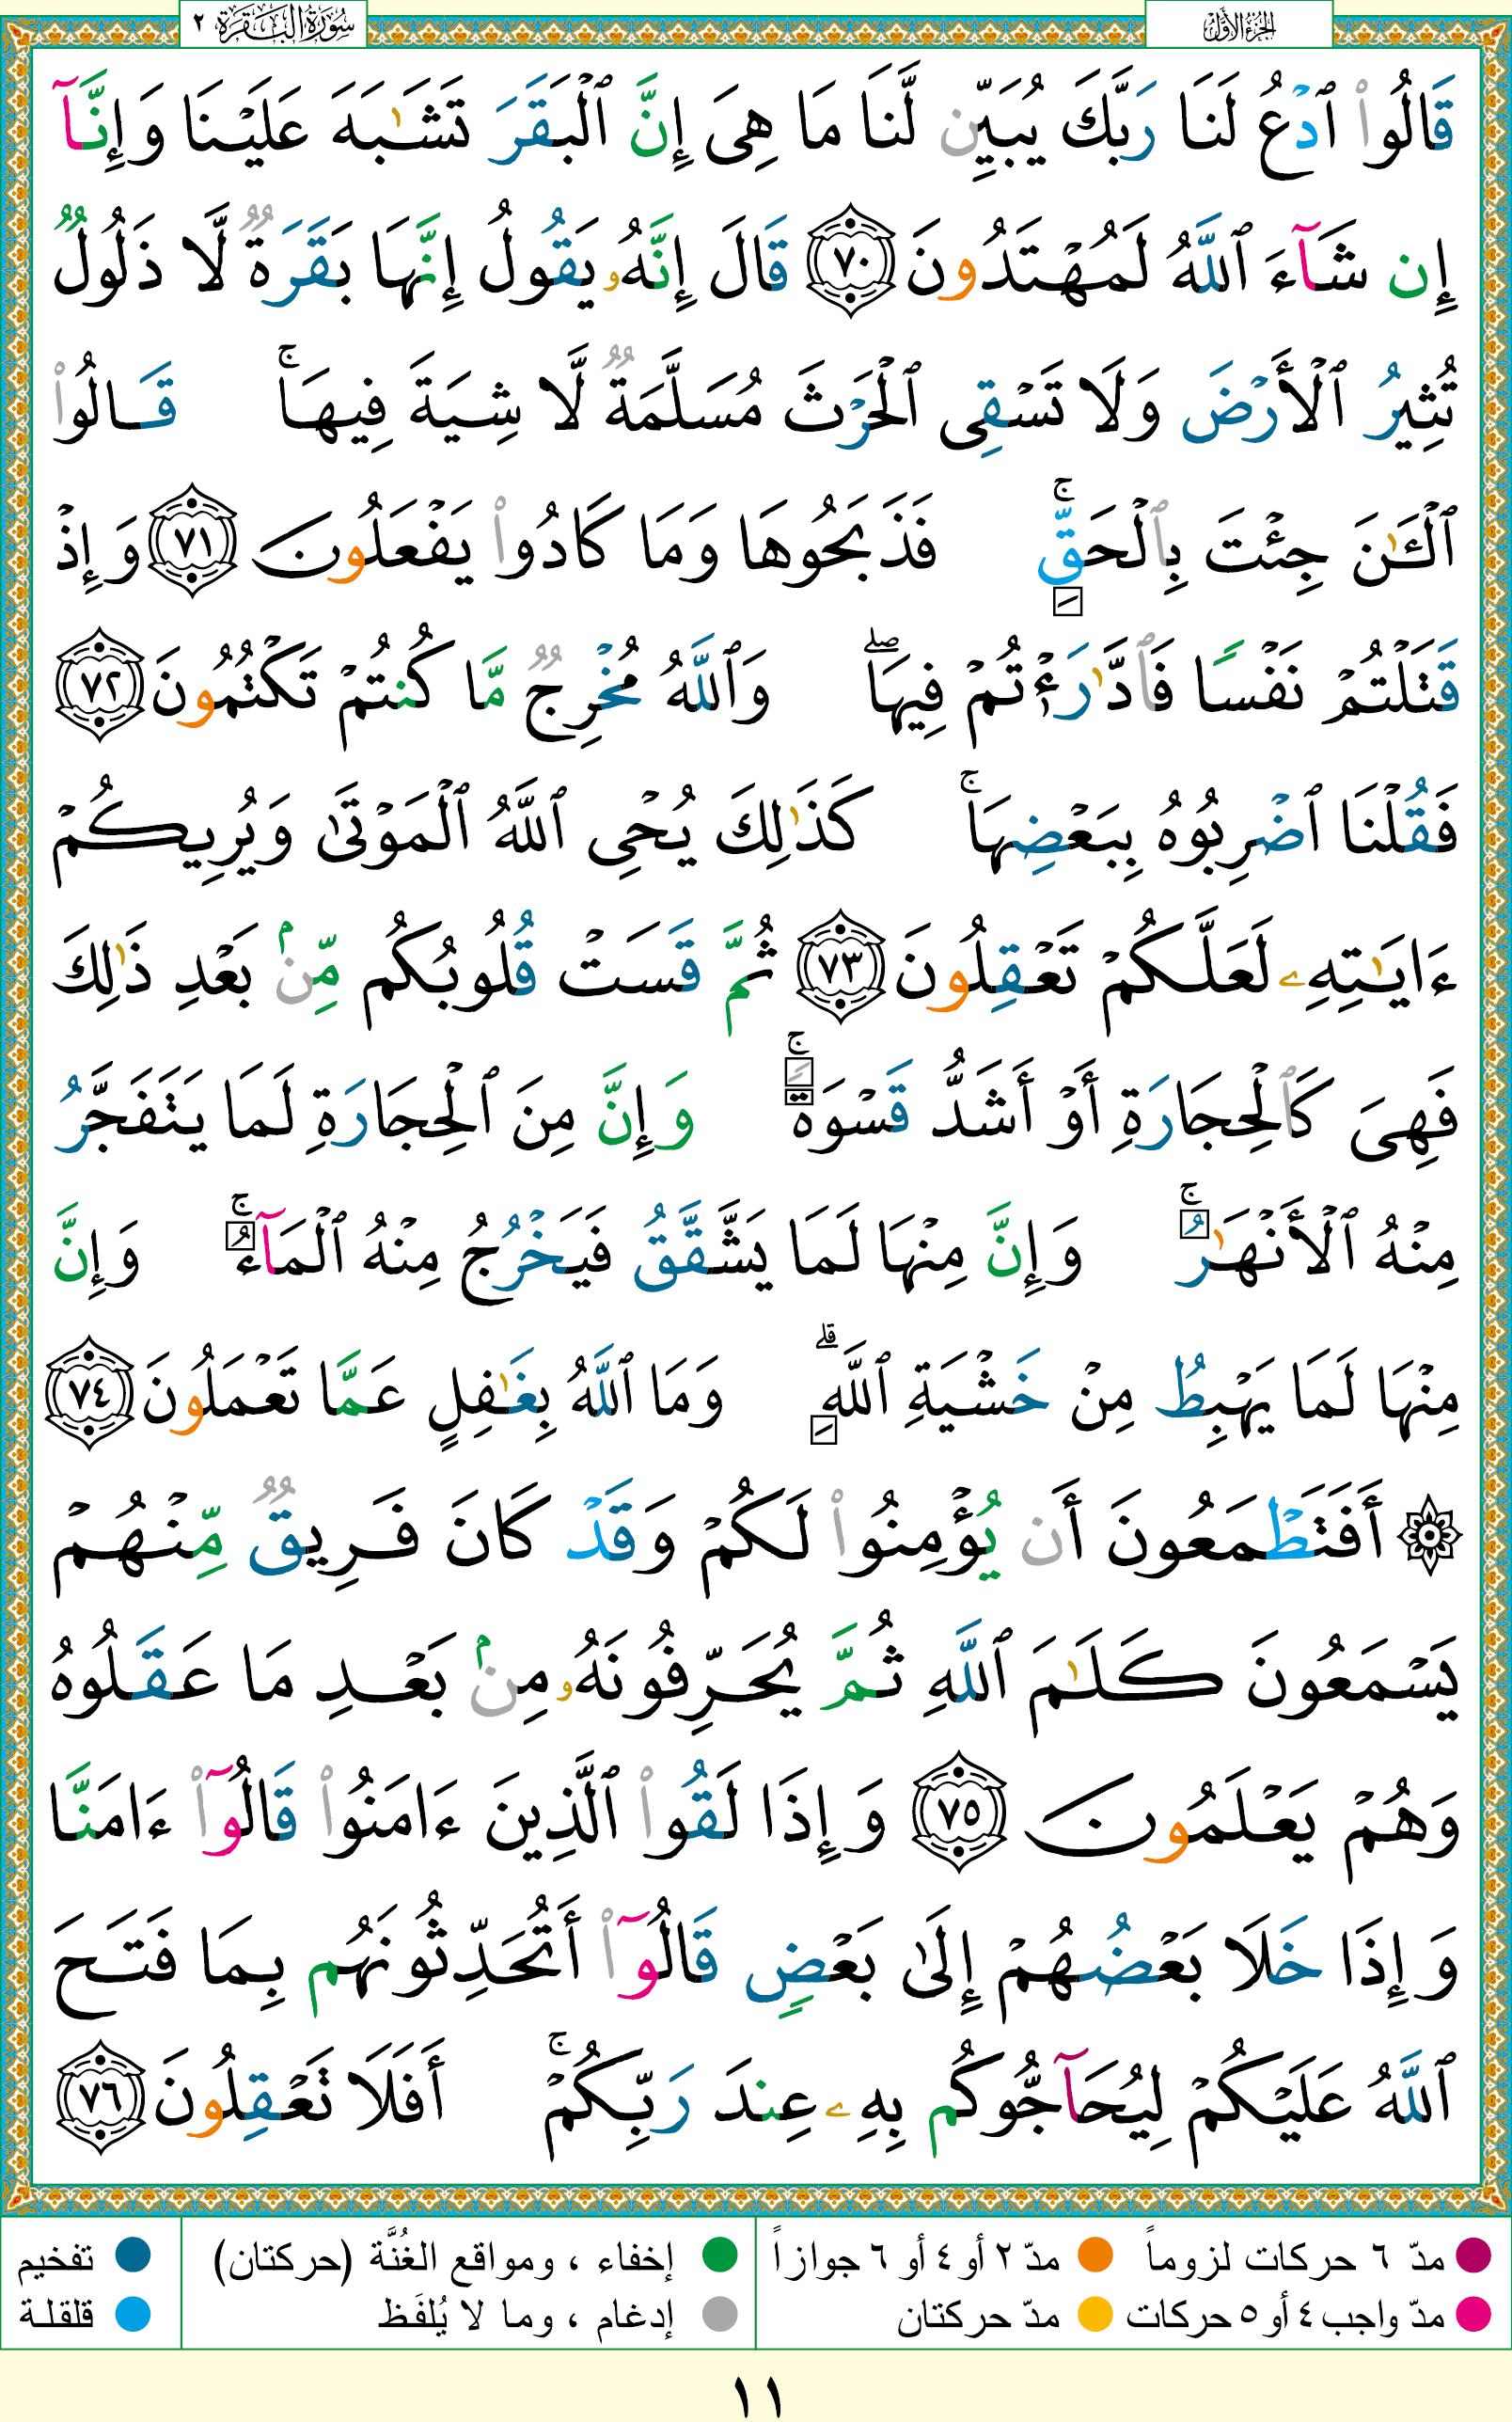 الجزء الأول
سورة البقرة ٢
قَالُوا۟ ٱدْعُ لَنَا رَبَّكَ يُبَيِّن لَّنَا مَا هِىَ إِنَّ ٱلْبَقَرَ تَشَـٰبَهَ عَلَيْنَا وَإِنَّآ
إِن شَآءَ ٱللَّهُ لَمُهْتَدُونَ ٧٠ قَالَ إِنَّهُۥ يَقُولُ إِنَّهَا بَقَرَةٌ لَّا ذَلُولٌ
تُثِيرُ ٱلْأَرْضَ وَلَا تَسْقِى ٱلْحَرْثَ مُسَلَّمَةٌ لَّا شِيَةَ فِيهَا ۚ قَالُوا۟
ٱلْـَٔـٰنَ جِئْتَ بِٱلْحَقِّ ۚ فَذَبَحُوهَا وَمَا كَادُوا۟ يَفْعَلُونَ ٧١ وَإِذْ
قَتَلْتُمْ نَفْسًا فَٱدَّٰرَْٰٔتُمْ فِيهَا ۖ وَٱللَّهُ مُخْرِجٌ مَّا كُنتُمْ تَكْتُمُونَ ٧٢
فَقُلْنَا ٱضْرِبُوهُ بِبَعْضِهَا ۚ كَذَٰلِكَ يُحْىِ ٱللَّهُ ٱلْمَوْتَىٰ وَيُرِيكُمْ
ءَايَـٰتِهِۦ لَعَلَّكُمْ تَعْقِلُونَ ٧٣ ثُمَّ قَسَتْ قُلُوبُكُم مِّنۢ بَعْدِ ذَٰلِكَ
فَهِىَ كَٱلْحِجَارَةِ أَوْ أَشَدُّ قَسْوَةً ۚ وَإِنَّ مِنَ ٱلْحِجَارَةِ لَمَا يَتَفَجَّرُ
مِنْهُ ٱلْأَنْهَـٰرُ ۚ وَإِنَّ مِنْهَا لَمَا يَشَّقَّقُ فَيَخْرُجُ مِنْهُ ٱلْمَآءُ ۚ وَإِنَّ
مِنْهَا لَمَا يَهْبِطُ مِنْ خَشْيَةِ ٱللَّهِ ۗ وَمَا ٱللَّهُ بِغَـٰفِلٍ عَمَّا تَعْمَلُونَ ٧٤
۞ أَفَتَطْمَعُونَ أَن يُؤْمِنُوا۟ لَكُمْ وَقَدْ كَانَ فَرِيقٌ مِّنْهُمْ
يَسْمَعُونَ كَلَـٰمَ ٱللَّهِ ثُمَّ يُحَرِّفُونَهُۥ مِنۢ بَعْدِ مَا عَقَلُوهُ
وَهُمْ يَعْلَمُونَ ٧٥ وَإِذَا لَقُوا۟ ٱلَّذِينَ ءَامَنُوا۟ قَالُوٓا۟ ءَامَنَّا
وَإِذَا خَلَا بَعْضُهُمْ إِلَىٰ بَعْضٍ قَالُوٓا۟ أَتُحَدِّثُونَهُم بِمَا فَتَحَ
ٱللَّهُ عَلَيْكُمْ لِيُحَآجُّوكُم بِهِۦ عِندَ رَبِّكُمْ ۚ أَفَلَا تَعْقِلُونَ ٧٦
مدّ ٦ حركات لزوماً مدّ ٢ أو ٤ أو ٦ جوازاً إخفاء ، ومواقع الغُنَّة (حركتان) تفخيم
مدّ واجب ٤ أو ٥ حركات مدّ حركتان إدغام ، وما لا يُلفَظ قلقلة
١١